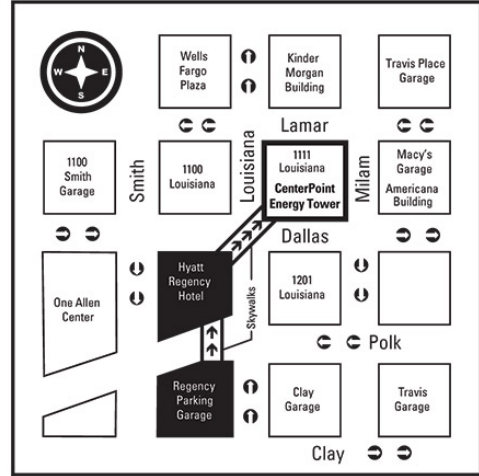 N
W
E
S
Wells
Fargo
Plaza
Kinder
Morgan
Building
Travis Place
Garage
Lamar
1100
Smith
Garage
Smith
1100
Louisiana
Louisiana
1111
Louisiana
CenterPoint
Energy Tower
Milam
Macy's
Garage
Americana
Building
Dallas
One Allen
Center
Hyatt
Regency
Hotel
Skywalks
1201
Louisiana
Polk
Regency
Parking
Garage
Clay
Garage
Travis
Garage
Clay